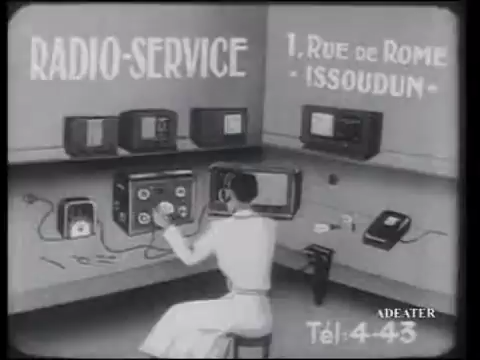 RADIO-SERVICE
1, RUE DE ROME
- ISSOUDUN -
ADEATER
Tél: 4-43